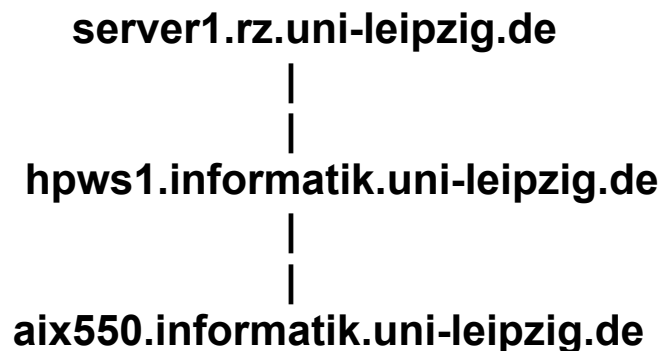 server1.rz.uni-leipzig.de
|
|
hpws1.informatik.uni-leipzig.de
|
|
aix550.informatik.uni-leipzig.de